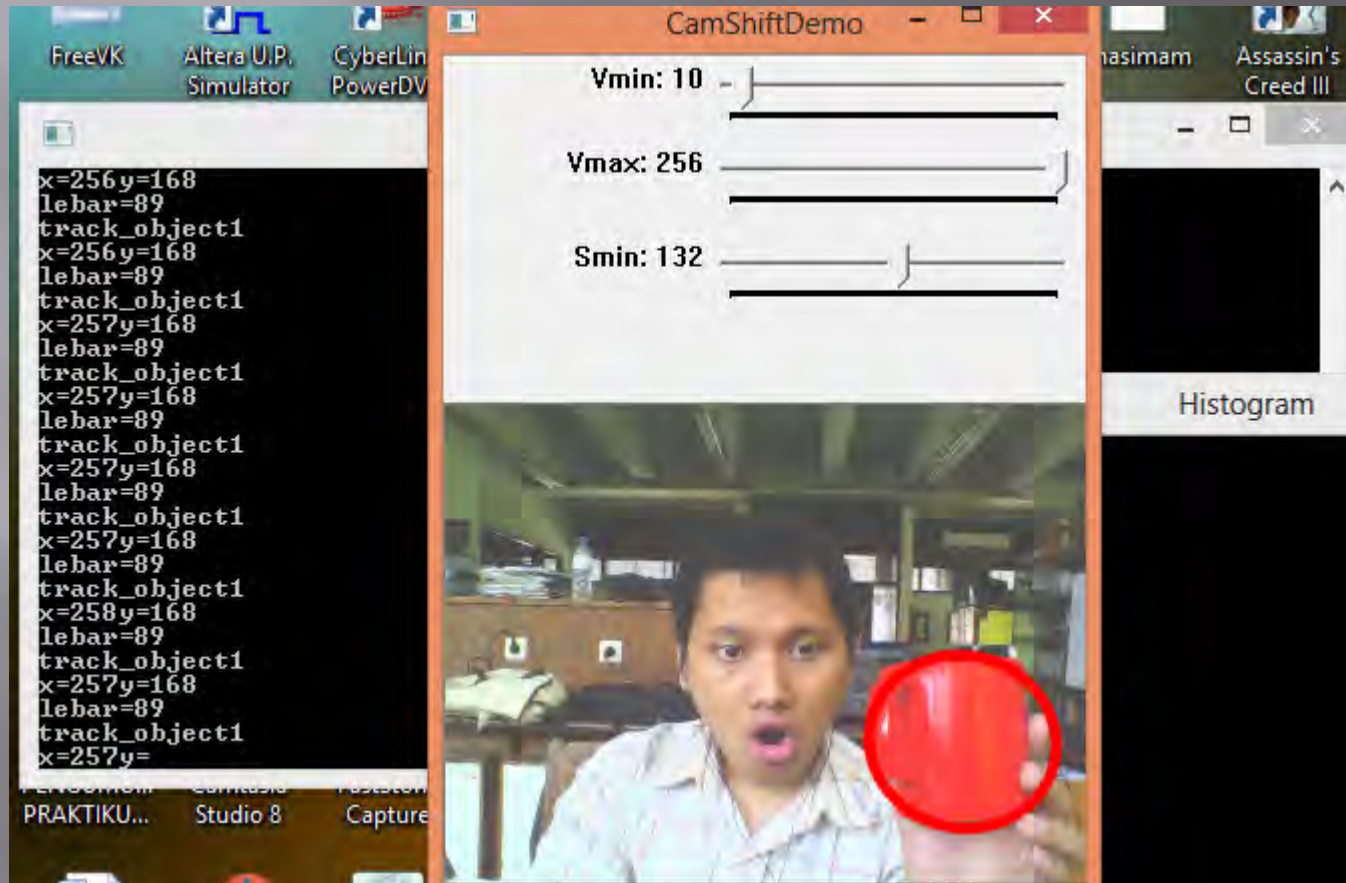 FreeVK
Altera U.P.
Simulator
CyberLin
PowerDV
CamShiftDemo
asimam
Assassin's
Creed III
Vmin: 10
Vmax: 256
Smin: 132
x=256y=168
lebar=89
track_object1
x=256y=168
lebar=89
track_object1
x=257y=168
lebar=89
track_object1
x=257y=168
lebar=89
track_object1
x=257y=168
lebar=89
track_object1
x=257y=168
lebar=89
track_object1
x=258y=168
lebar=89
track_object1
x=257y=168
lebar=89
track_object1
x=257y=
Histogram
PRAKTIKU...
Studio 8
Capture